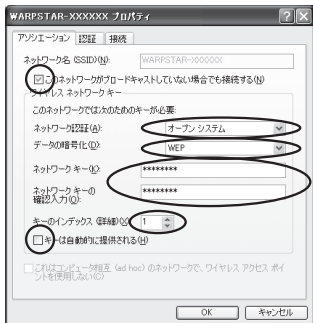 WARPSTAR-XXXXXX プロパティ
アソシエーション 認証 接続
ネットワーク名 (SSID)(N): WARPSTAR-XXXXXX
このネットワークがブロードキャストしていない場合でも接続する(N)
ワイヤレス ネットワーク キー
このネットワークでは次のためのキーが必要:
ネットワーク認証(A): オープン システム
データの暗号化(D): WEP
ネットワーク キー(K): ********
ネットワーク キーの
確認入力(O): ********
キーのインデックス (詳細)(X): 1
キーは自動的に提供される(H)
これはコンピュータ相互 (ad hoc) のネットワークで、ワイヤレス アクセス ポイ
ントを使用しない(C)
OK キャンセル